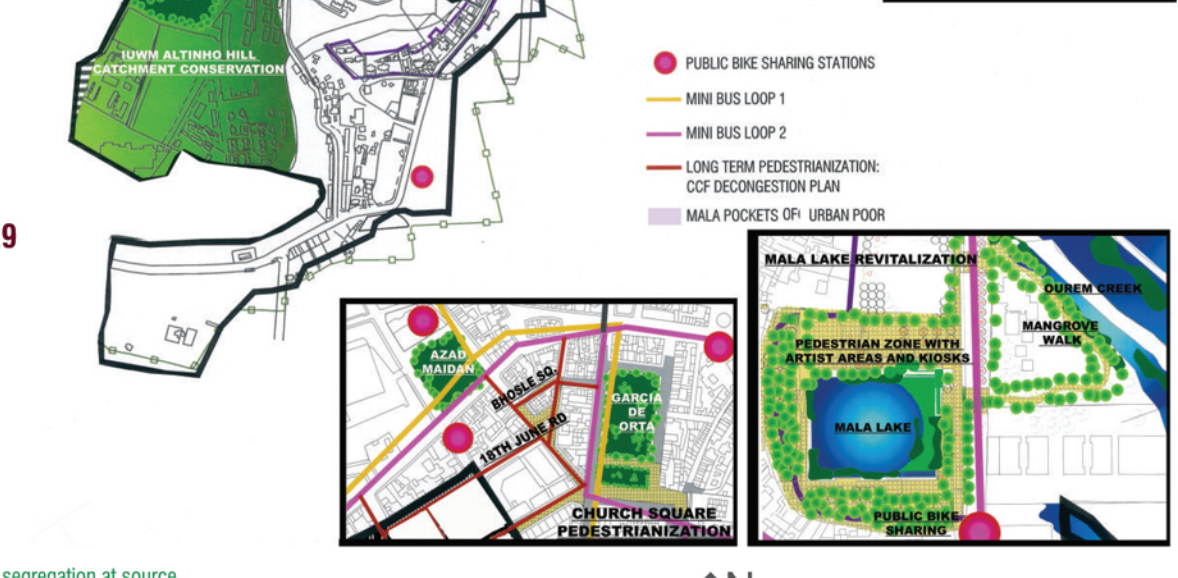 IUWM ALTINHO HILL
CATCHMENT CONSERVATION
PUBLIC BIKE SHARING STATIONS
MINI BUS LOOP 1
MINI BUS LOOP 2
LONG TERM PEDESTRIANIZATION:
CCF DECONGESTION PLAN
MALA POCKETS OF URBAN POOR
9
MALA LAKE REVITALIZATION
OUREM CREEK
MANGROVE
WALK
PEDESTRIAN ZONE WITH
ARTIST AREAS AND KIOSKS
MALA LAKE
PUBLIC BIKE
SHARING
AZAD
MAIDAN
BHOSLE SQ.
GARCIA
DE
ORTA
18TH JUNE RD
CHURCH SQUARE
PEDESTRIANIZATION
segregation at source
N